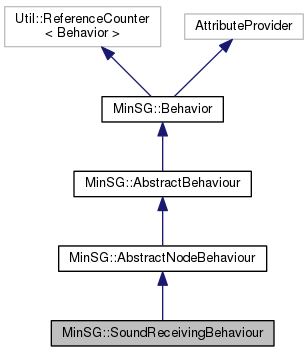 Util::ReferenceCounter
< Behavior >
AttributeProvider
MinSG::Behavior
MinSG::AbstractBehaviour
MinSG::AbstractNodeBehaviour
MinSG::SoundReceivingBehaviour